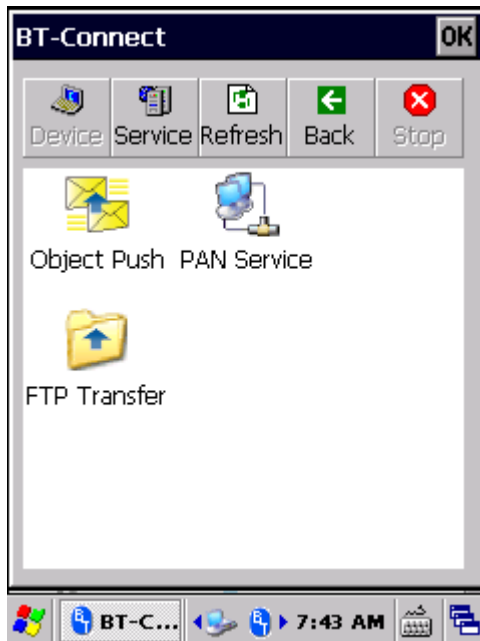 BT-Connect OK
Device Service Refresh Back Stop
Object Push PAN Service
FTP Transfer
BT-C... 7:43 AM